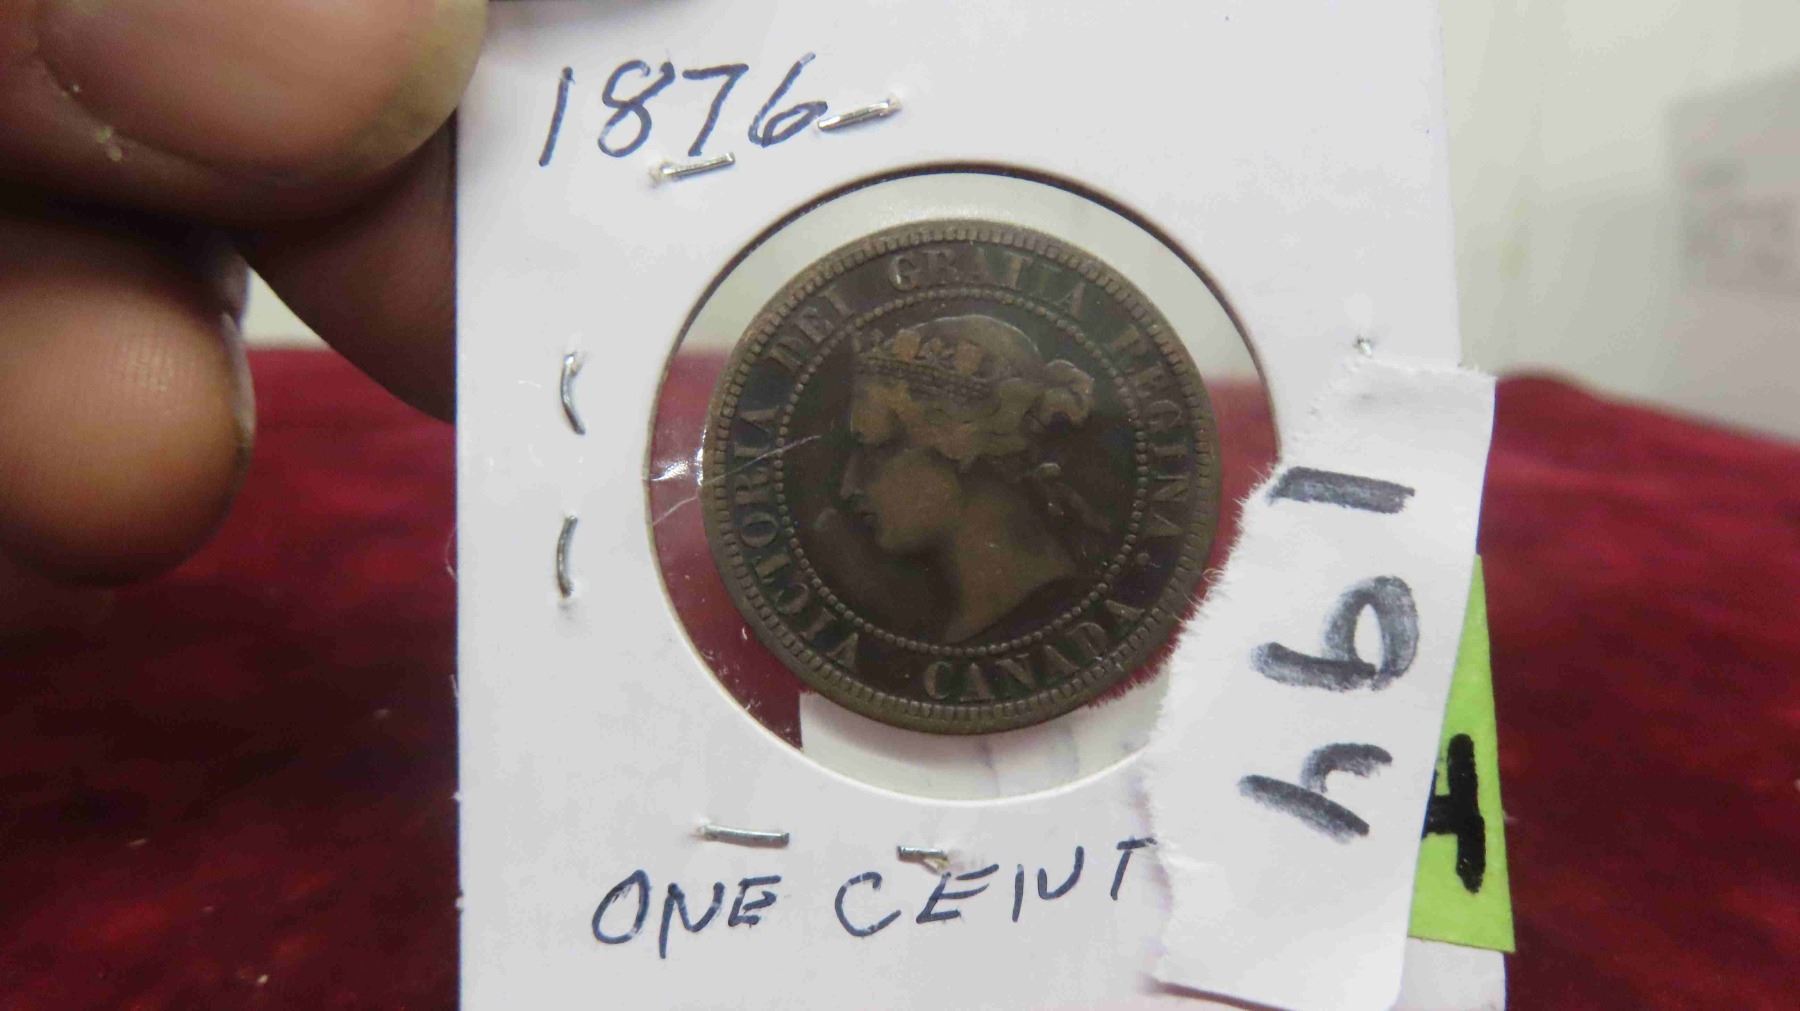 1876
VICTORIA DEI GRATIA REGINA.
CANADA
ONE CENT
194
H